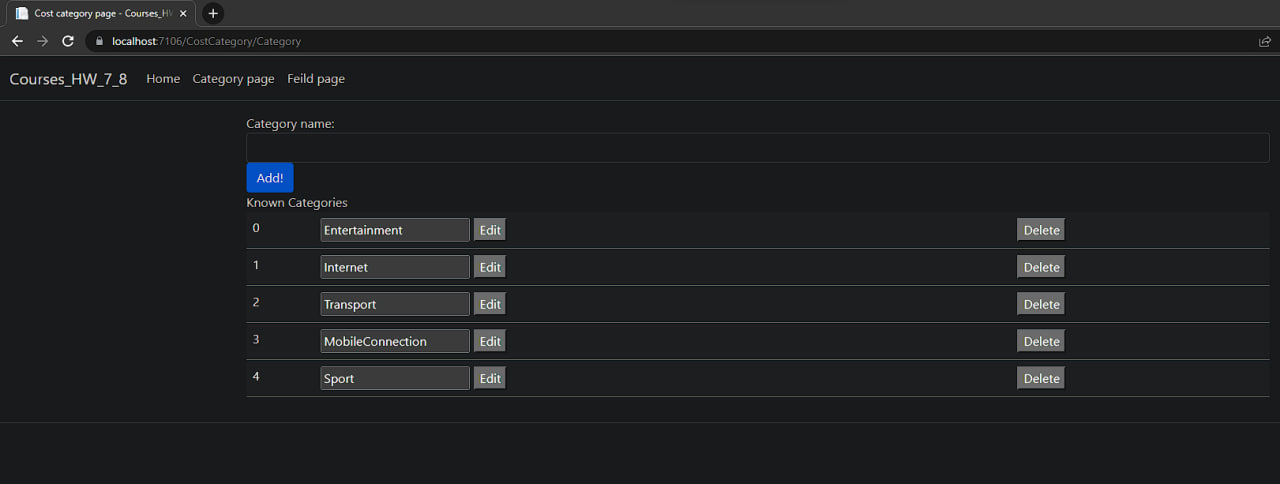 Cost category page - Courses_HW
localhost:7106/CostCategory/Category
Courses_HW_7_8 Home Category page Feild page
Category name:
Add!
Known Categories
0 Entertainment Edit Delete
1 Internet Edit Delete
2 Transport Edit Delete
3 MobileConnection Edit Delete
4 Sport Edit Delete